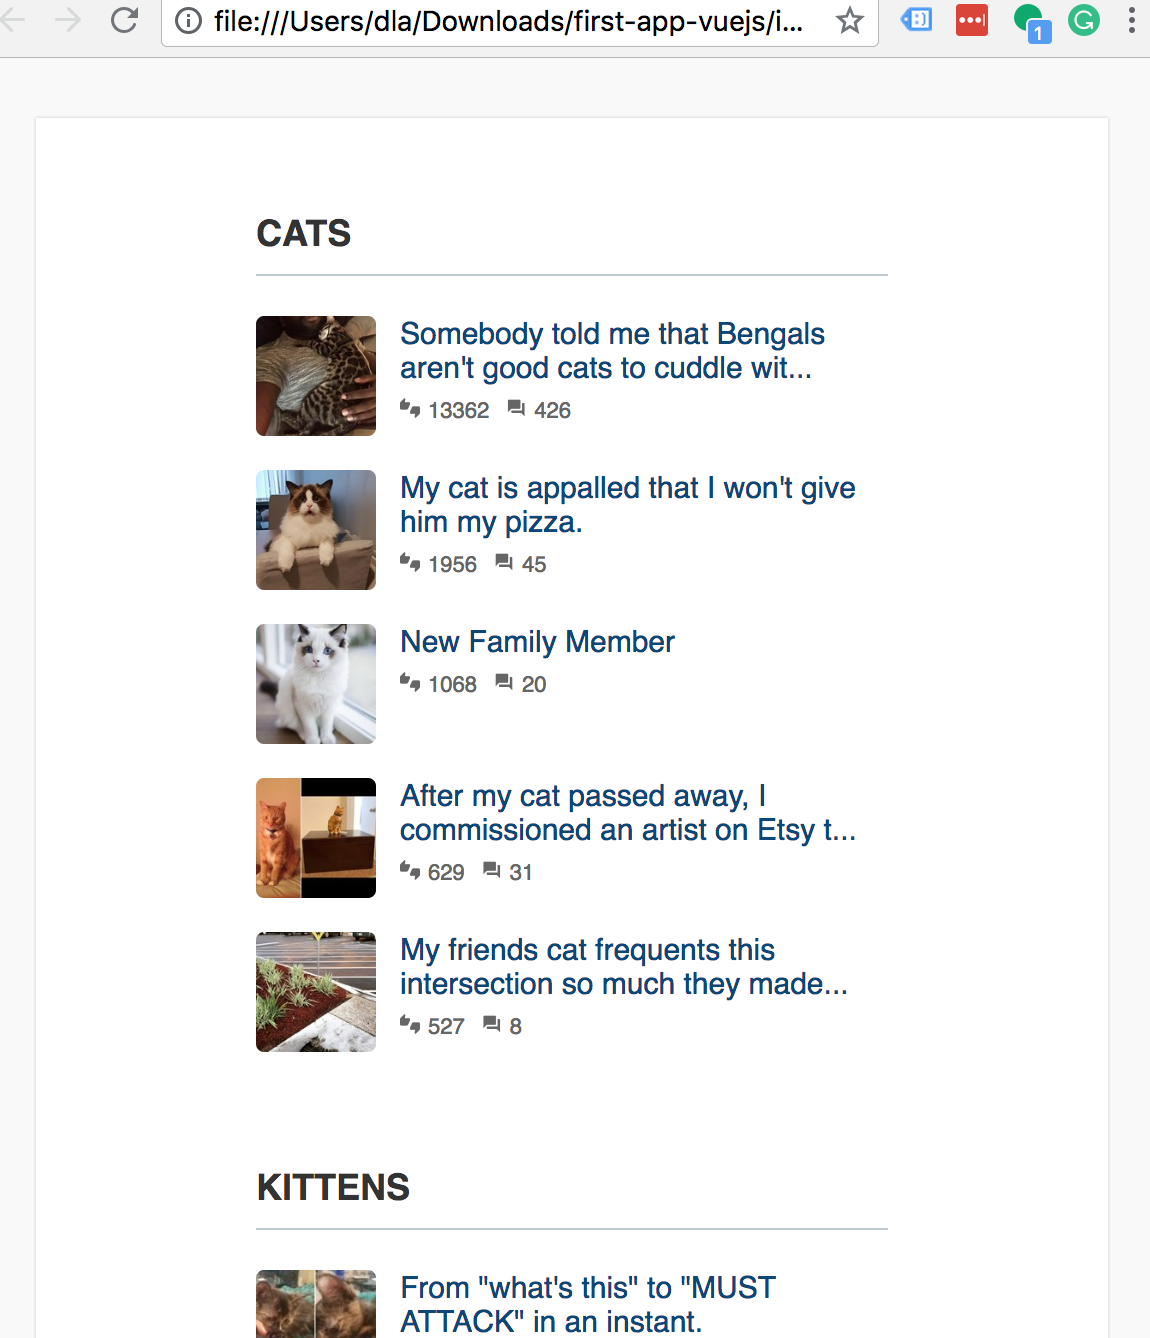 file:///Users/dla/Downloads/first-app-vuejs/i...
1
CATS
Somebody told me that Bengals
aren't good cats to cuddle wit...
13362 426
My cat is appalled that I won't give
him my pizza.
1956 45
New Family Member
1068 20
After my cat passed away, I
commissioned an artist on Etsy t...
629 31
My friends cat frequents this
intersection so much they made...
527 8
KITTENS
From "what's this" to "MUST
ATTACK" in an instant.